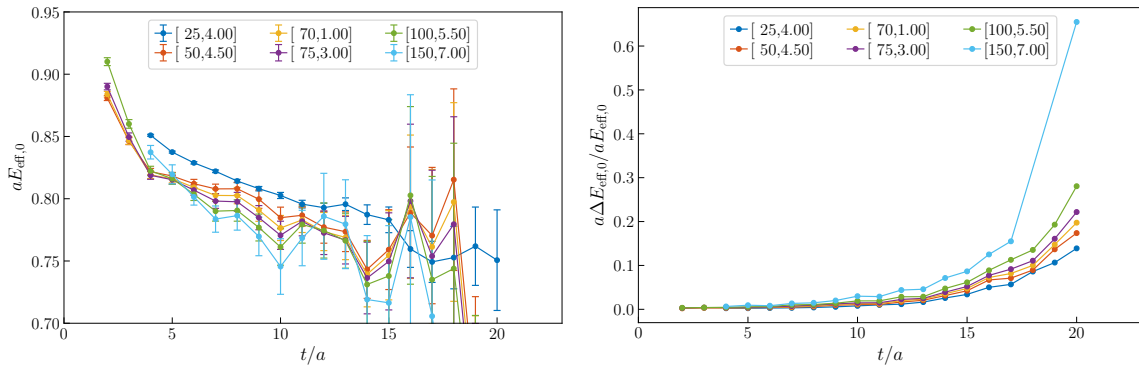 [ 25,4.00] [ 70,1.00] [100,5.50]
[ 50,4.50] [ 75,3.00] [150,7.00]
0.95
0.90
0.85
0.80
0.75
0.70
aE_eff,0
0 5 10 15 20
t/a
[ 25,4.00] [ 70,1.00] [100,5.50]
[ 50,4.50] [ 75,3.00] [150,7.00]
0.6
0.5
0.4
0.3
0.2
0.1
0.0
aΔE_eff,0/aE_eff,0
0 5 10 15 20
t/a